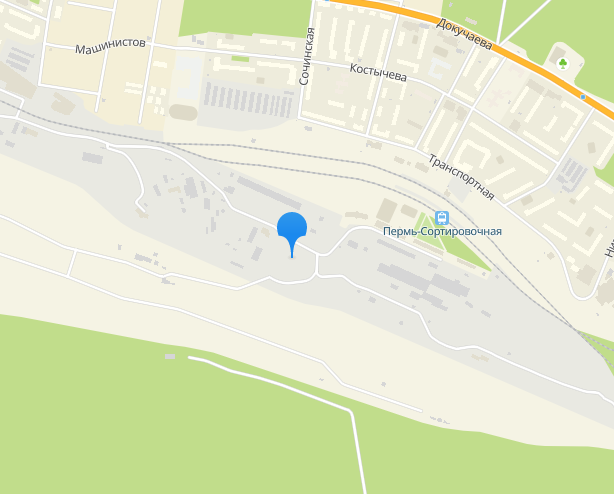 Докучаева
Машинистов
Сочинская
Костычева
Транспортная
Пермь-Сортировочная